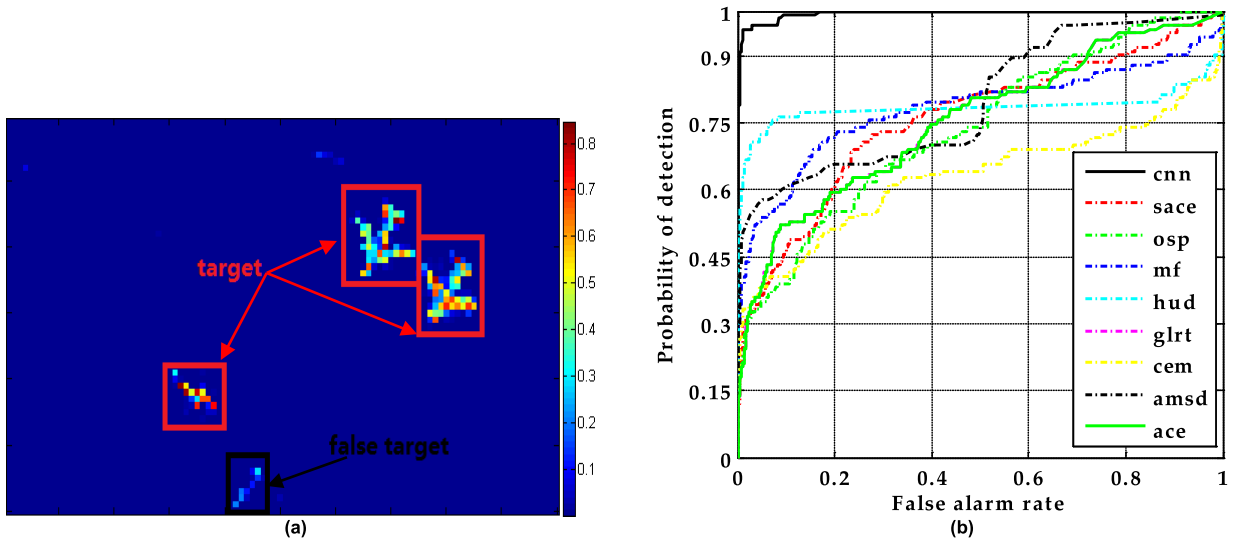 target
false target
0.8
0.7
0.6
0.5
0.4
0.3
0.2
0.1
(a)
Probability of detection
1
0.9
0.75
0.6
0.45
0.3
0.15
0
0
0.2
0.4
0.6
0.8
1
False alarm rate
cnn
sace
osp
mf
hud
glrt
cem
amsd
ace
(b)